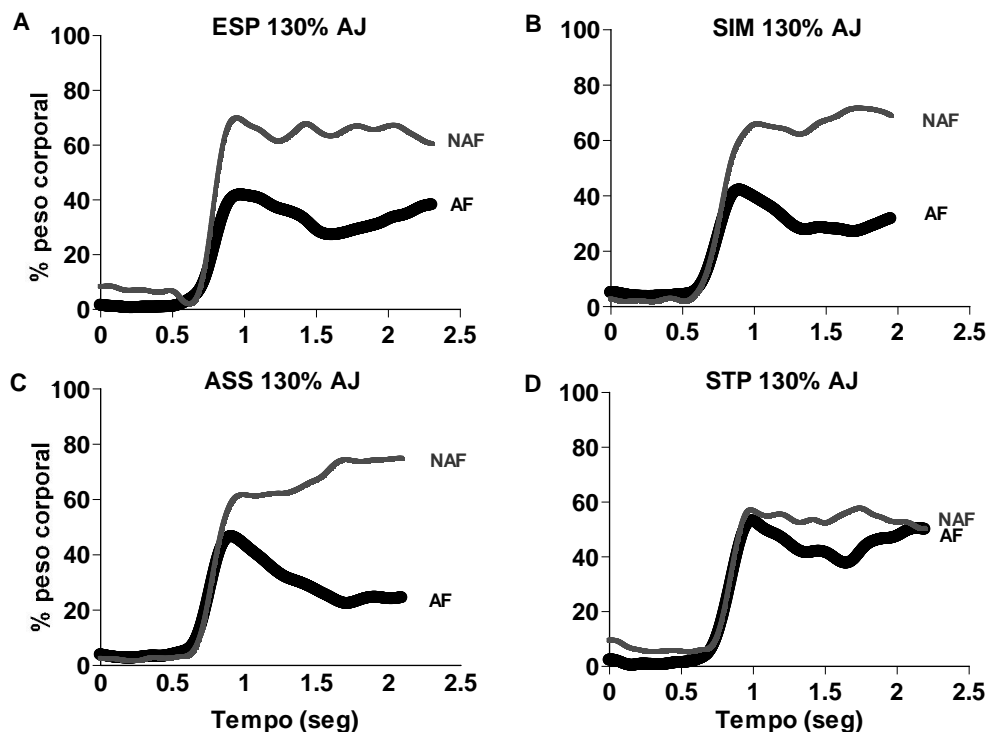 A
ESP 130% AJ
100
80
60
40
20
0
% peso corporal
NAF
AF
0 0.5 1 1.5 2 2.5
B
SIM 130% AJ
100
80
60
40
20
0
NAF
AF
0 0.5 1 1.5 2 2.5
C
ASS 130% AJ
100
80
60
40
20
0
% peso corporal
NAF
AF
0 0.5 1 1.5 2 2.5
Tempo (seg)
D
STP 130% AJ
100
80
60
40
20
0
NAF
AF
0 0.5 1 1.5 2 2.5
Tempo (seg)